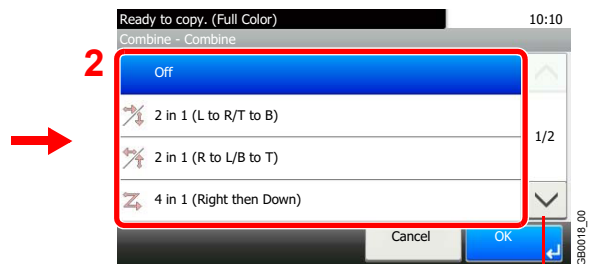 Ready to copy. (Full Color) 10:10
Combine - Combine
2
Off
2 in 1 (L to R/T to B)
2 in 1 (R to L/B to T)
1/2
4 in 1 (Right then Down)
Cancel OK
GB0018_00